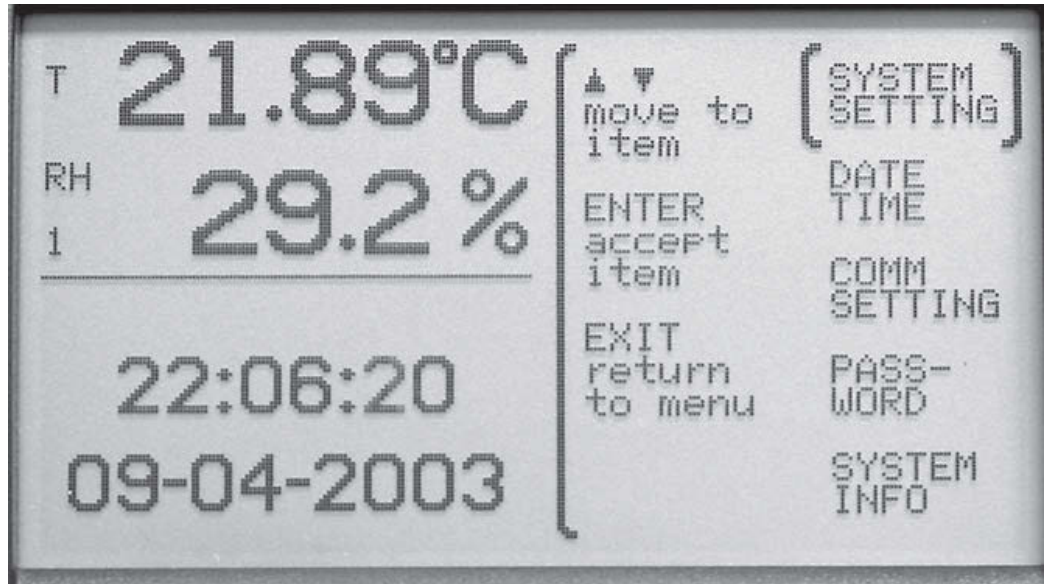 T 21.89°C
RH
1 29.2 %
22:06:20
09-04-2003
▲ ▼
move to
item
ENTER
accept
item
EXIT
return
to menu
SYSTEM
SETTING
DATE
TIME
COMM
SETTING
PASS-
WORD
SYSTEM
INFO